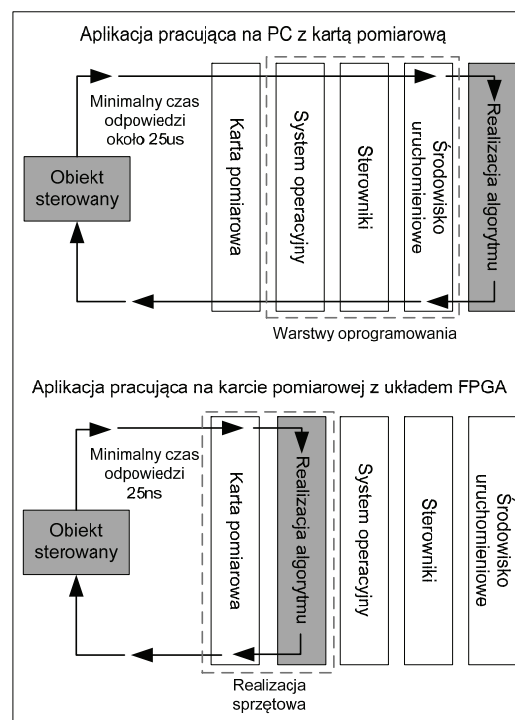 Aplikacja pracująca na PC z kartą pomiarową
Minimalny czas
odpowiedzi
około 25us
Obiekt
sterowany
Karta pomiarowa
System operacyjny
Sterowniki
Środowisko
uruchomieniowe
Realizacja algorytmu
Warstwy oprogramowania
Aplikacja pracująca na karcie pomiarowej z układem FPGA
Minimalny czas
odpowiedzi
25ns
Obiekt
sterowany
Karta pomiarowa
Realizacja algorytmu
System operacyjny
Sterowniki
Środowisko
uruchomieniowe
Realizacja
sprzętowa